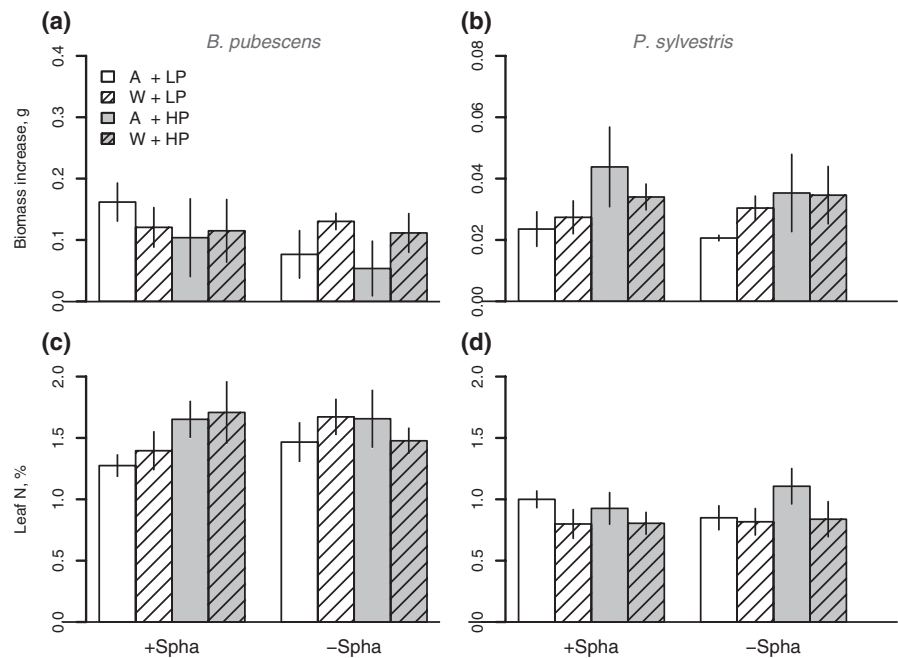 (a)
B. pubescens
(b)
P. sylvestris
0.4
0.3
0.2
0.1
0.0
Biomass increase, g
A + LP
W + LP
A + HP
W + HP
0.08
0.06
0.04
0.02
0.00
(c)
(d)
2.0
1.5
1.0
0.5
0.0
Leaf N, %
2.0
1.5
1.0
0.5
0.0
+Spha
−Spha
+Spha
−Spha